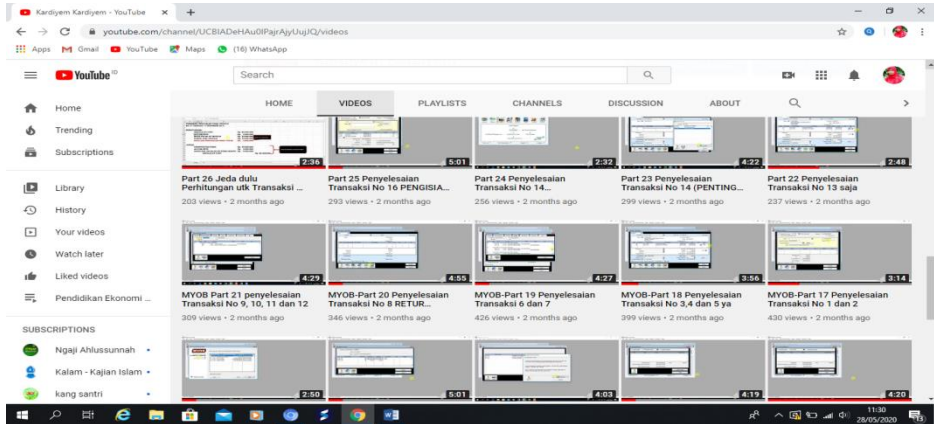 Kardiyem Kardiyem - YouTube
youtube.com/channel/UCBIADeHAu0IPajrAjyUujJQ/videos
Apps Gmail YouTube Maps (16) WhatsApp
YouTube ID
Search
Home
Trending
Subscriptions
Library
History
Your videos
Watch later
Liked videos
Pendidikan Ekonomi ...
SUBSCRIPTIONS
Ngaji Ahlussunnah
Kalam - Kajian Islam
kang santri
HOME VIDEOS PLAYLISTS CHANNELS DISCUSSION ABOUT
2:36 5:01 2:32 4:22 2:48
Part 26 Jeda dulu
Perhitungan utk Transaksi ...
203 views • 2 months ago
Part 25 Penyelesaian
Transaksi No 16 PENGISIA...
293 views • 2 months ago
Part 24 Penyelesaian
Transaksi No 14...
256 views • 2 months ago
Part 23 Penyelesaian
Transaksi No 14 (PENTING...
299 views • 2 months ago
Part 22 Penyelesaian
Transaksi No 13 saja
237 views • 2 months ago
4:29 4:55 4:27 3:56 3:14
MYOB Part 21 penyelesaian
Transaksi No 9, 10, 11 dan 12
309 views • 2 months ago
MYOB-Part 20 Penyelesaian
Transaksi No 8 RETUR...
346 views • 2 months ago
MYOB-Part 19 Penyelesaian
Transaksi 6 dan 7
426 views • 2 months ago
MYOB-Part 18 Penyelesaian
Transaksi No 3,4 dan 5 ya
399 views • 2 months ago
MYOB-Part 17 Penyelesaian
Transaksi No 1 dan 2
430 views • 2 months ago
2:50 5:01 4:03 4:19 4:20
11:30
28/05/2020